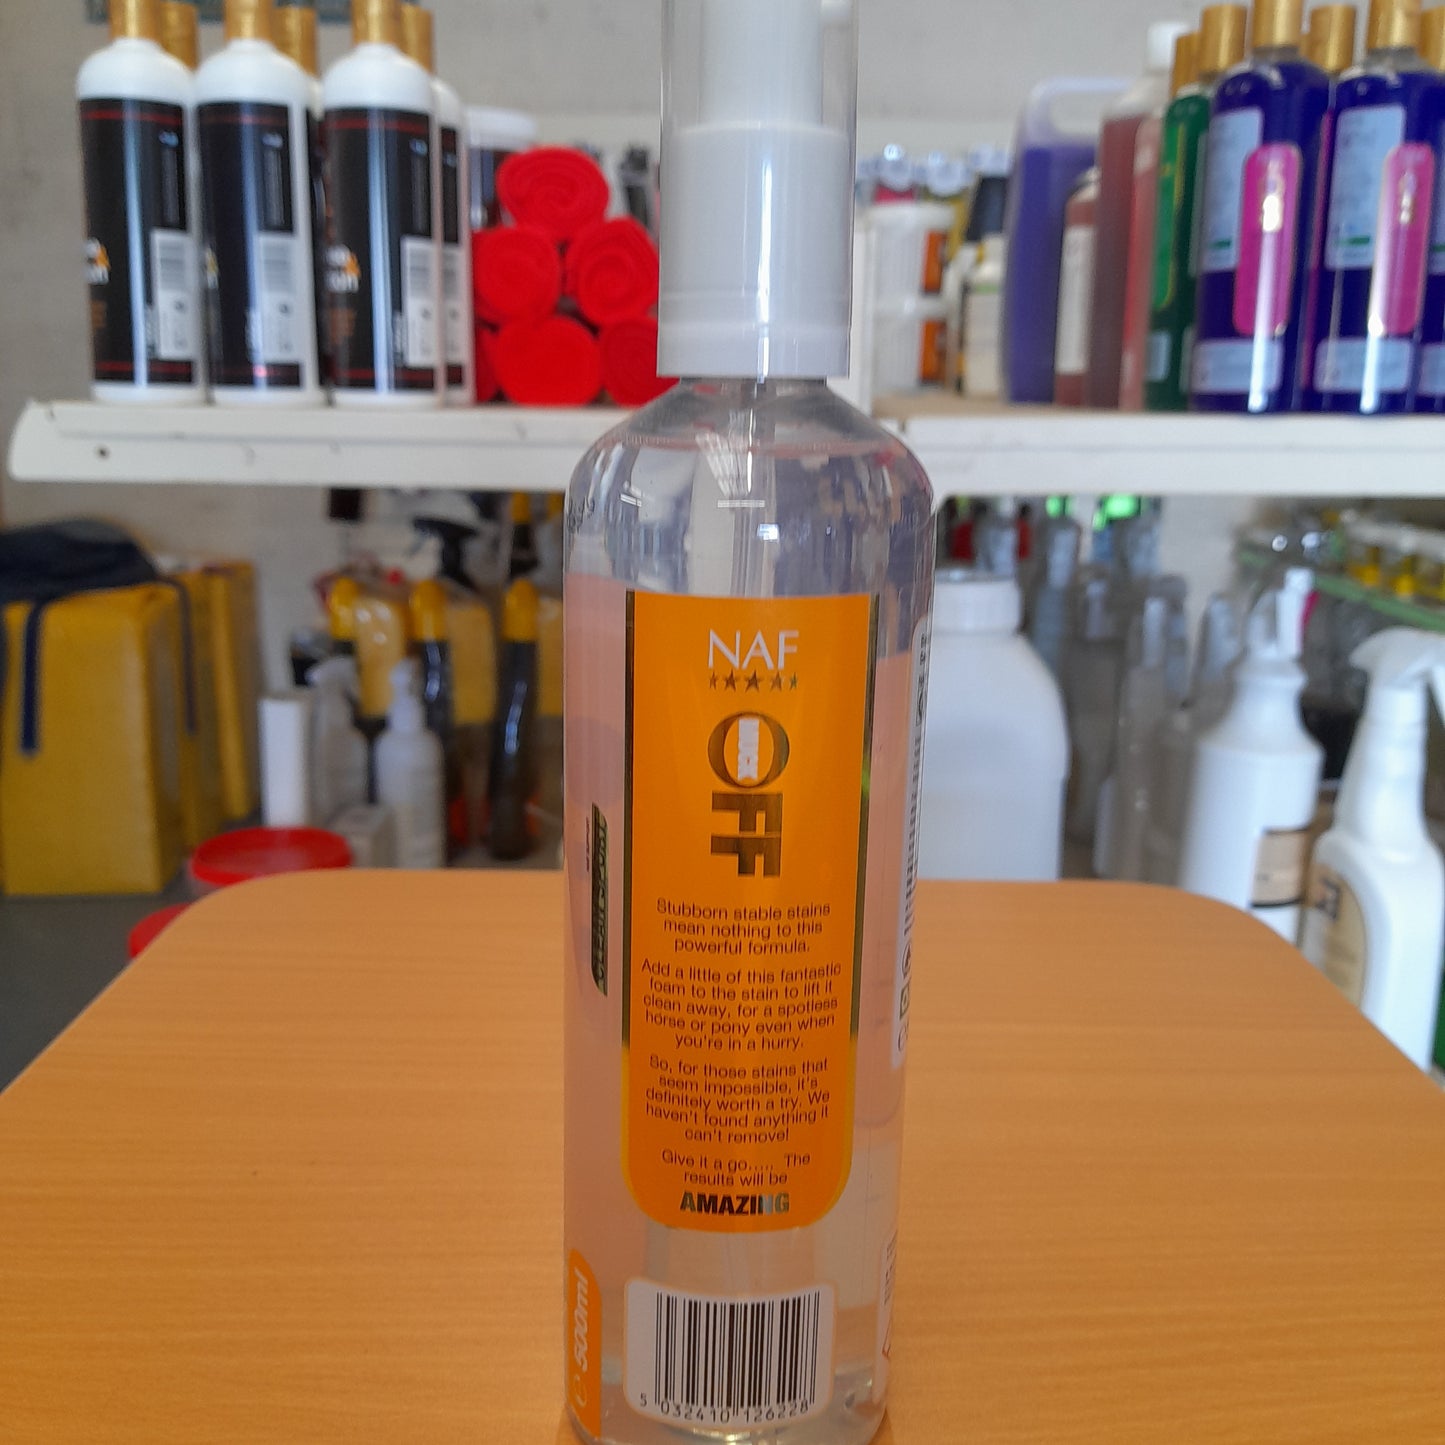 NAF
MUCK
OFF
Stubborn stable stains
mean nothing to this
powerful formula.
Add a little of this fantastic
foam to the stain to lift it
clean away, for a spotless
horse or pony even when
you're in a hurry.
So, for those stains that
seem impossible, it's
definitely worth a try. We
haven't found anything it
can't remove!
Give it a go..... The
results will be
AMAZING
e 500ml
5 032410 126228